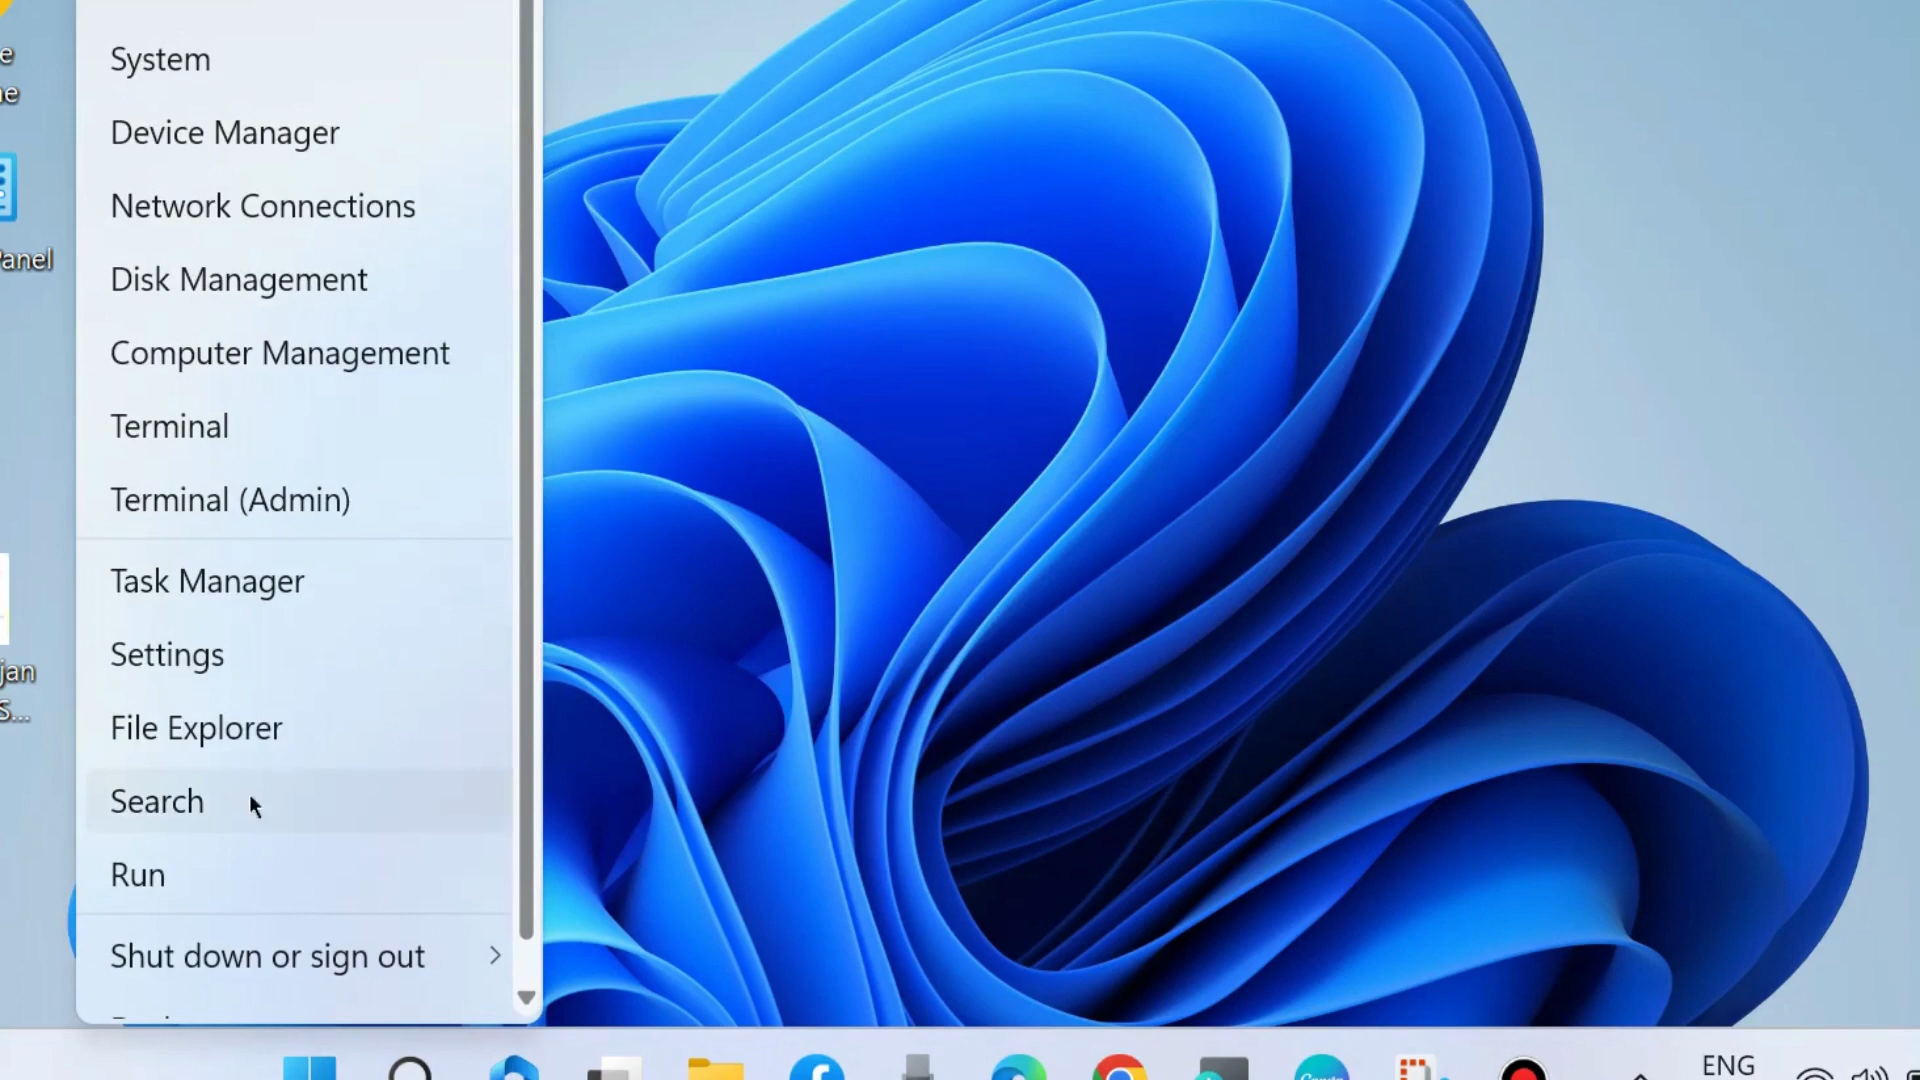 System
Device Manager
Network Connections
Disk Management
Computer Management
Terminal
Terminal (Admin)
Task Manager
Settings
File Explorer
Search
Run
Shut down or sign out
Panel
ENG